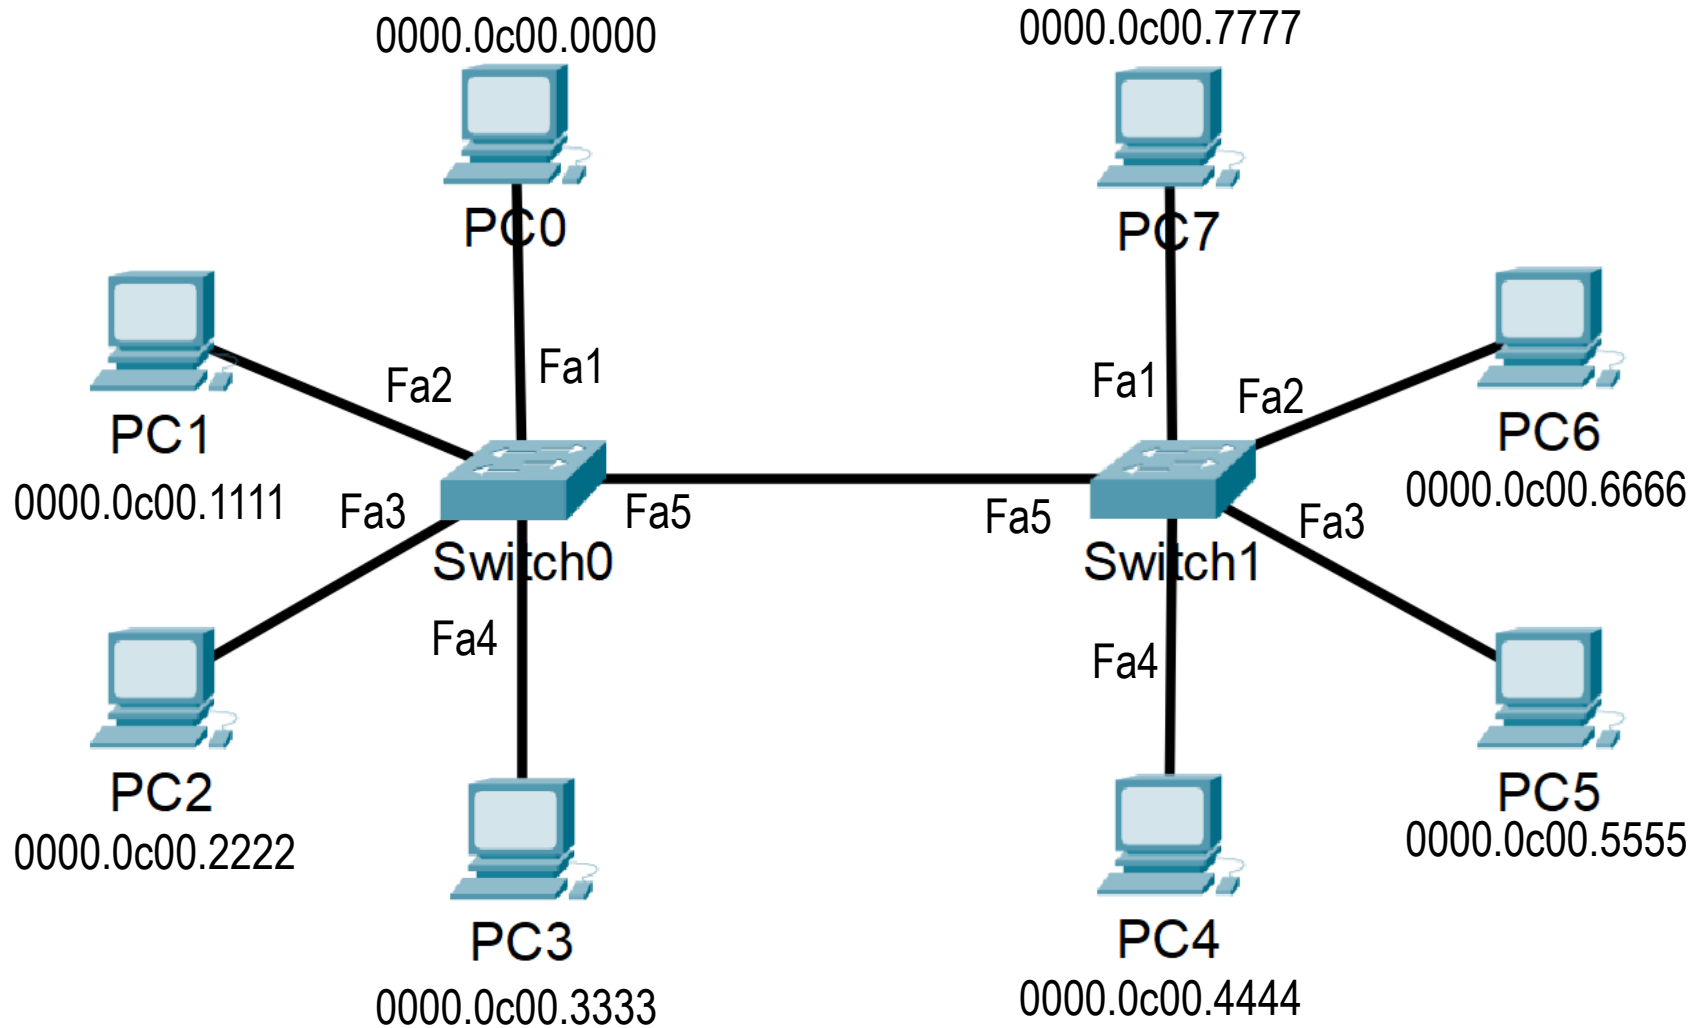 0000.0c00.0000
0000.0c00.7777
PC0
PC7
Fa1
Fa2
Fa1
Fa2
PC1
PC6
0000.0c00.1111
0000.0c00.6666
Fa3
Fa5
Fa5
Fa3
Switch0
Switch1
Fa4
Fa4
PC2
PC5
0000.0c00.2222
0000.0c00.5555
PC3
PC4
0000.0c00.3333
0000.0c00.4444